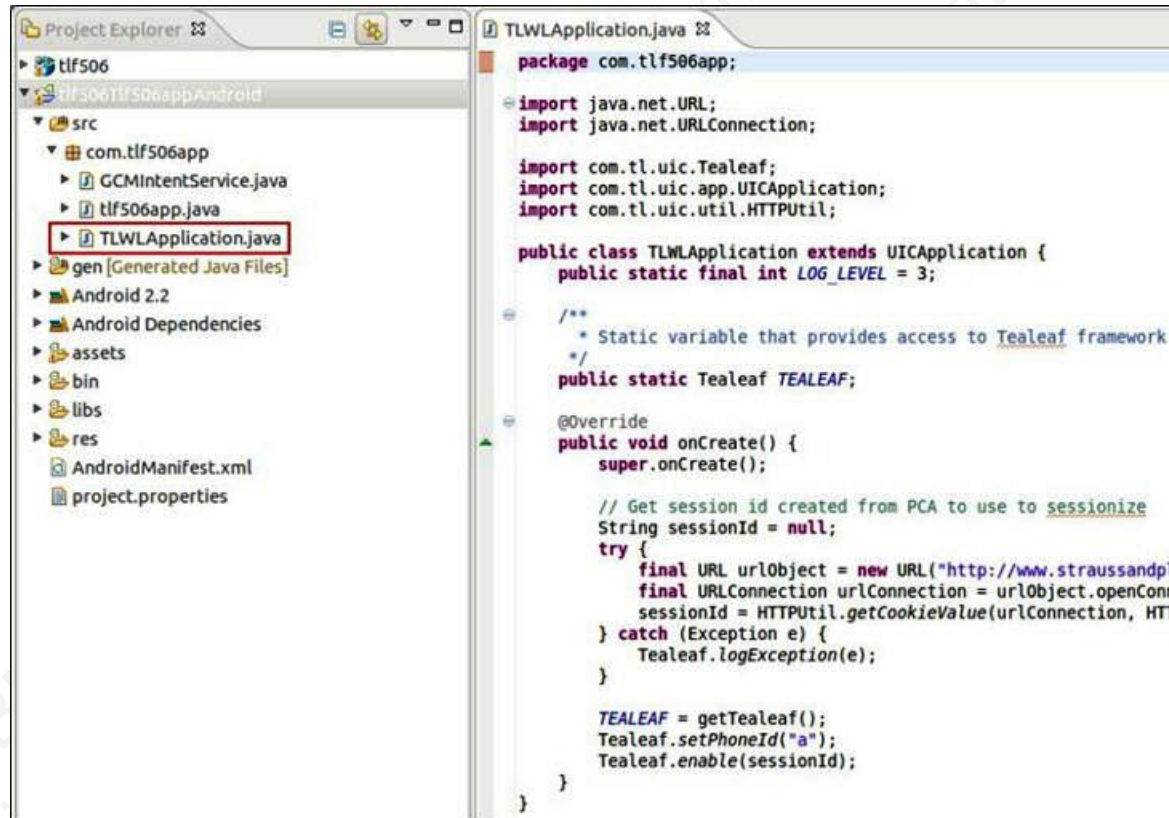 Project Explorer
tlf506
tlf506Tlf506appAndroid
src
com.tlf506app
GCMIntentService.java
tlf506app.java
TLWLApplication.java
gen [Generated Java Files]
Android 2.2
Android Dependencies
assets
bin
libs
res
AndroidManifest.xml
project.properties
TLWLApplication.java
package com.tlf506app;
import java.net.URL;
import java.net.URLConnection;
import com.tl.uic.Tealeaf;
import com.tl.uic.app.UICApplication;
import com.tl.uic.util.HTTPUtil;
public class TLWLApplication extends UICApplication {
public static final int LOG_LEVEL = 3;
/**
* Static variable that provides access to Tealeaf framework
*/
public static Tealeaf TEALEAF;
@Override
public void onCreate() {
super.onCreate();
// Get session id created from PCA to use to sessionize
String sessionId = null;
try {
final URL urlObject = new URL("http://www.straussandpl
final URLConnection urlConnection = urlObject.openConn
sessionId = HTTPUtil.getCookieValue(urlConnection, HTT
} catch (Exception e) {
Tealeaf.logException(e);
}
TEALEAF = getTealeaf();
Tealeaf.setPhoneId("a");
Tealeaf.enable(sessionId);
}
}